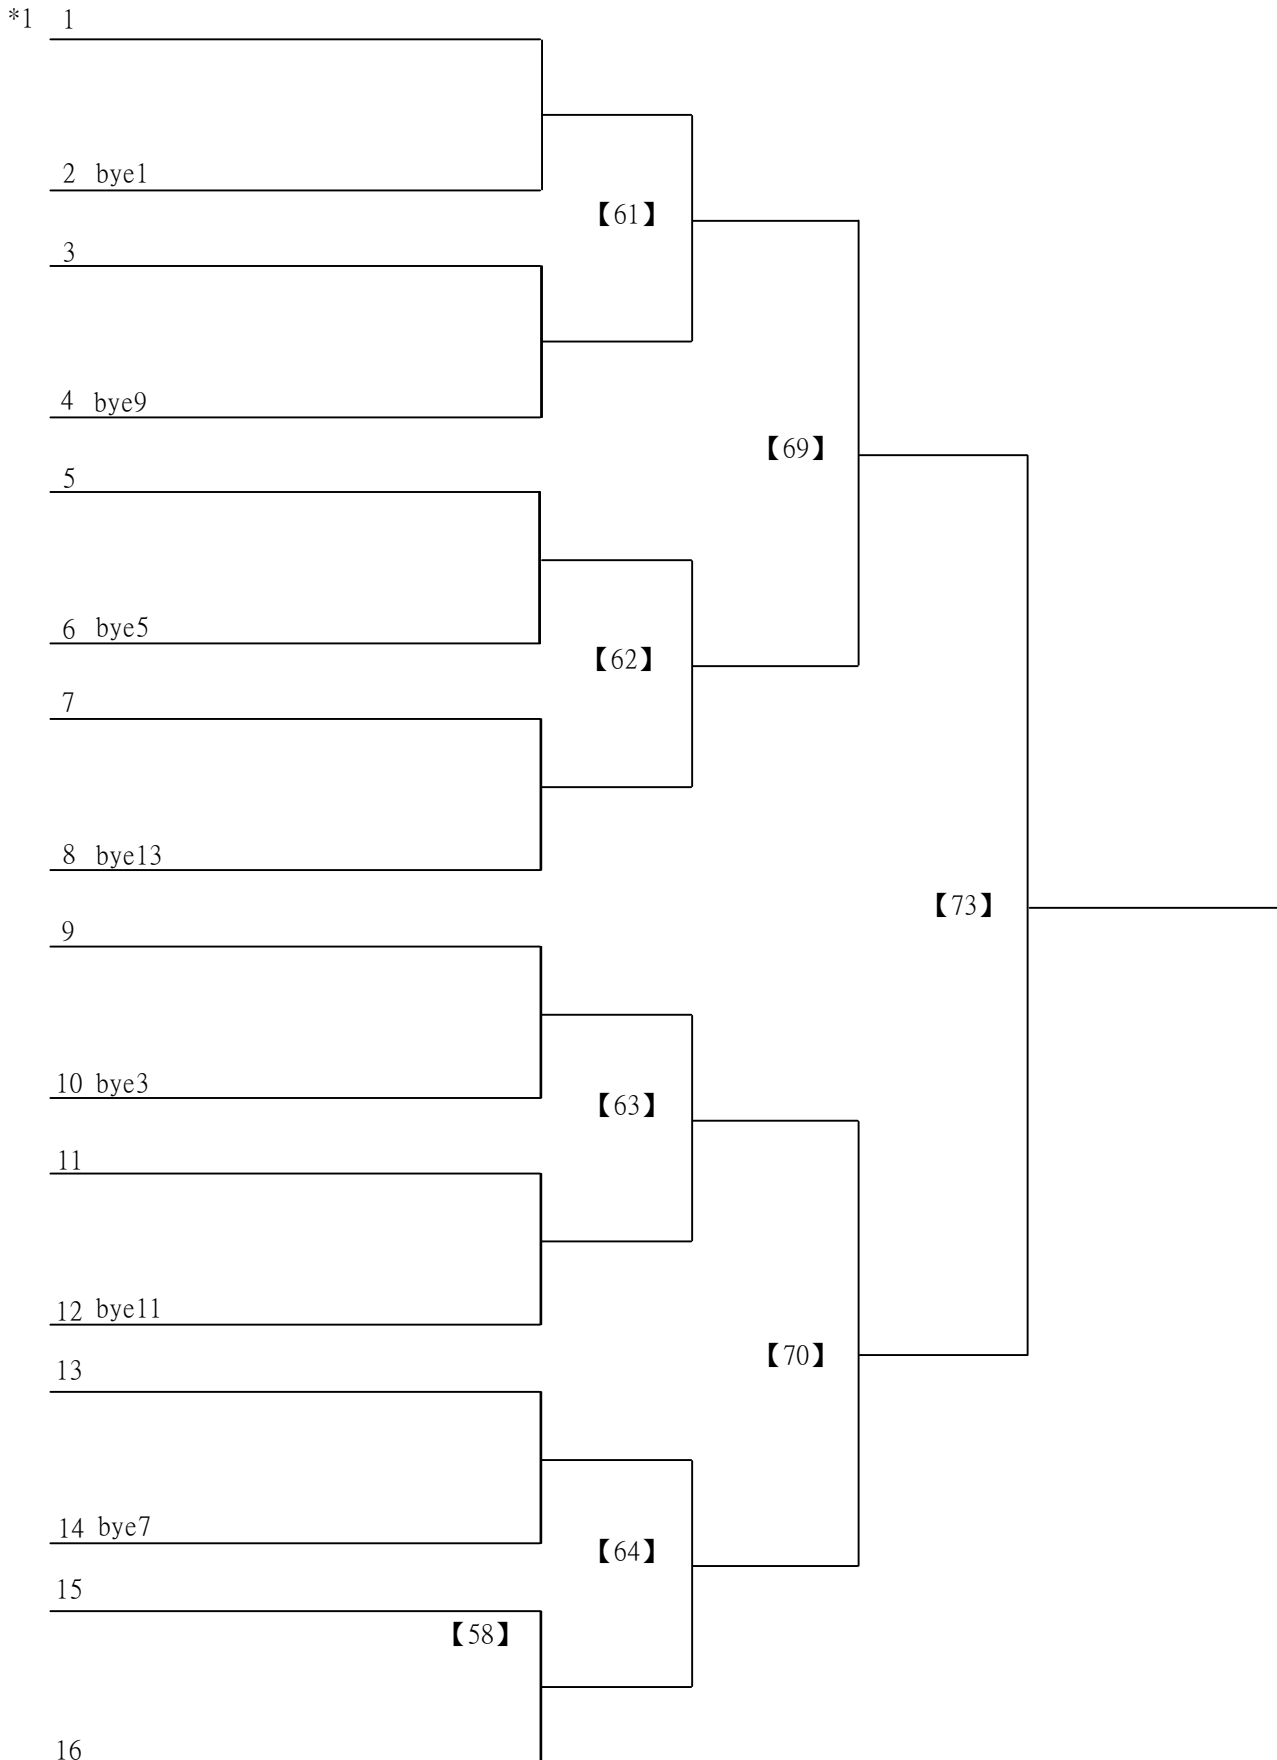 *1 1
2 bye1
【61】
3
4 bye9
【69】
5
6 bye5
【62】
7
8 bye13
【73】
9
10 bye3
【63】
11
12 bye11
【70】
13
14 bye7
【64】
15
【58】
16